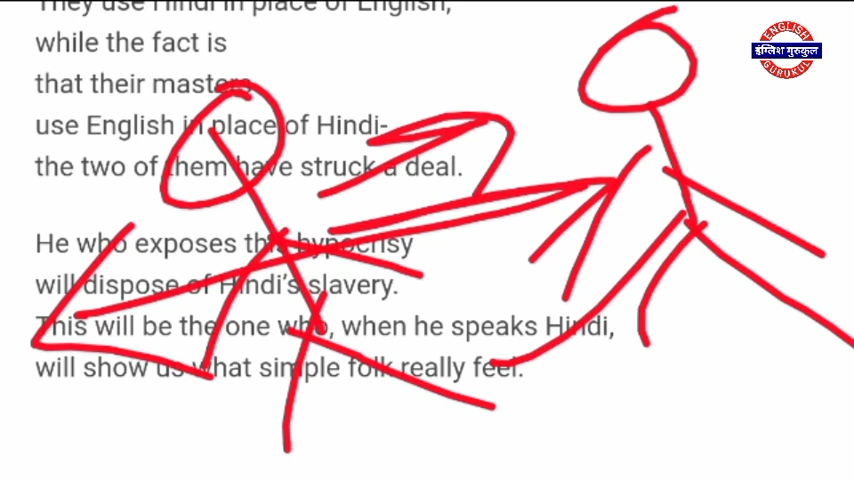 They use Hindi in place of English,
while the fact is
that their masters
use English in place of Hindi-
the two of them have struck a deal.
He who exposes this hypocrisy
will dispose of Hindi's slavery.
This will be the one who, when he speaks Hindi,
will show us what simple folk really feel.
ENGLISH
इंग्लिश गुरुकुल
GURUKUL